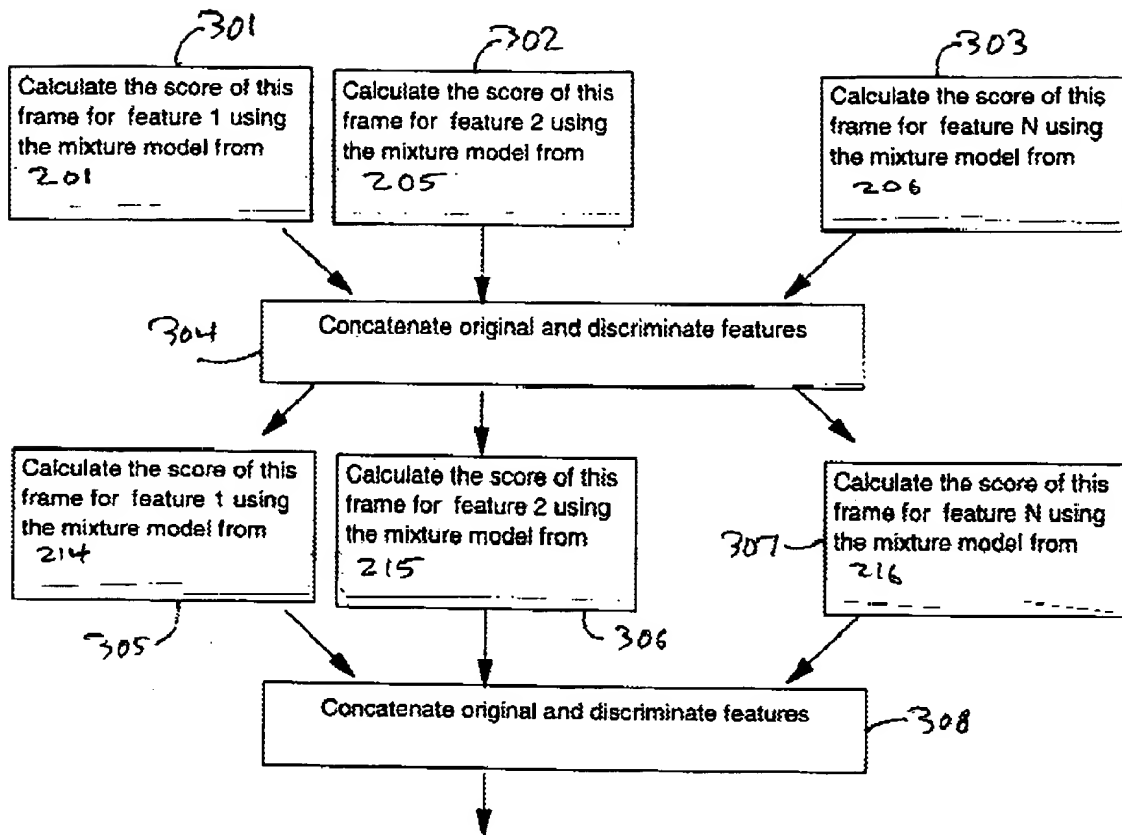 301
302
303
Calculate the score of this
frame for feature 1 using
the mixture model from
201
Calculate the score of this
frame for feature 2 using
the mixture model from
205
Calculate the score of this
frame for feature N using
the mixture model from
206
304
Concatenate original and discriminate features
Calculate the score of this
frame for feature 1 using
the mixture model from
214
Calculate the score of this
frame for feature 2 using
the mixture model from
215
Calculate the score of this
frame for feature N using
the mixture model from
216
307
305
306
Concatenate original and discriminate features
308